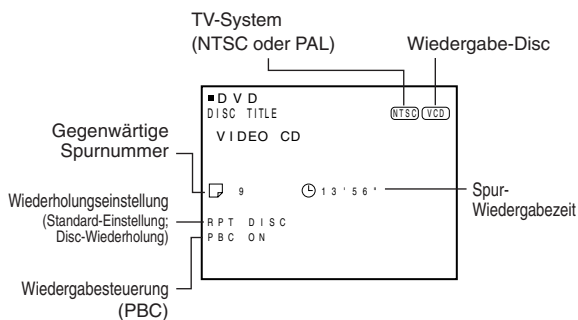 TV-System
(NTSC oder PAL)
Wiedergabe-Disc
■DVD
DISC TITLE
NTSC VCD
VIDEO CD
Gegenwärtige
Spurnummer
9 13'56"
Spur-
Wiedergabezeit
Wiederholungseinstellung
(Standard-Einstellung;
Disc-Wiederholung)
RPT DISC
PBC ON
Wiedergabesteuerung
(PBC)